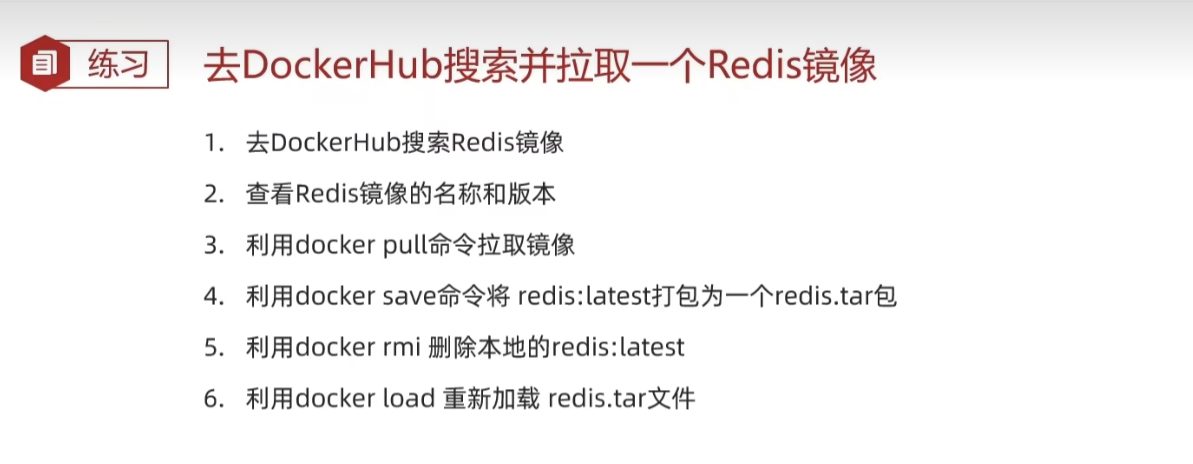 练习
去DockerHub搜索并拉取一个Redis镜像
1. 去DockerHub搜索Redis镜像
2. 查看Redis镜像的名称和版本
3. 利用docker pull命令拉取镜像
4. 利用docker save命令将 redis:latest打包为一个redis.tar包
5. 利用docker rmi 删除本地的redis:latest
6. 利用docker load 重新加载 redis.tar文件